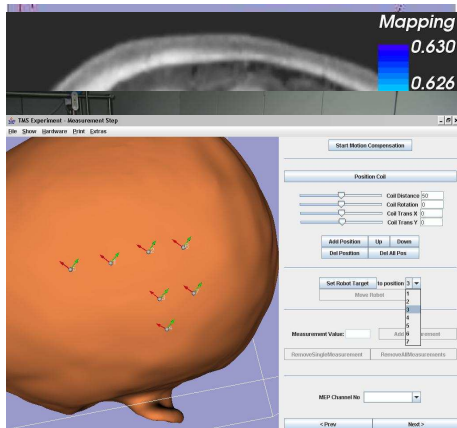 Mapping
0.630
0.626
TMS Experiment - Measurement Step
File Show Hardware Print Extras
Start Motion Compensation
Position Coil
Coil Distance 50
Coil Rotation 0
Coil Trans X 0
Coil Trans Y 0
Add Position Up Down
Del Position Del All Pos
Set Robot Target to position 3
Move Robot
1
2
3
4
5
6
7
Measurement Value:
RemoveSingleMeasurement RemoveAllMeasurements
MEP Channel No
< Prev Next >